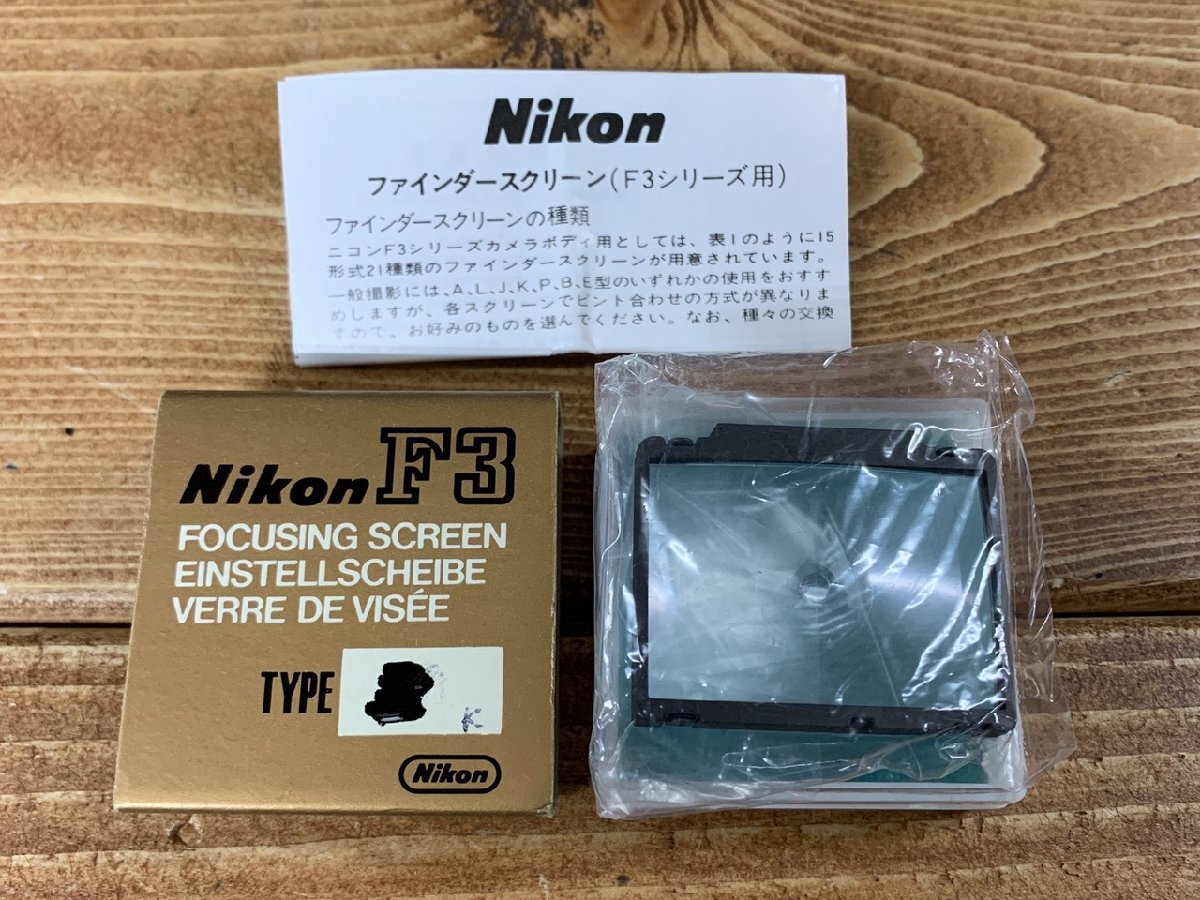 Nikon
ファインダースクリーン(F3シリーズ用)
ファインダースクリーンの種類
ニコンF3シリーズカメラボディ用としては、表1のように15
形式21種類のファインダースクリーンが用意されています。
一般撮影には、A、L、J、K、P、B、E型のいずれかの使用をおすす
めしますが、各スクリーンでピント合わせの方式が異なりま
すので、お好みのものを選んでください。なお、種々の交換
Nikon F3
FOCUSING SCREEN
EINSTELLSCHEIBE
VERRE DE VISÉE
TYPE
K
Nikon